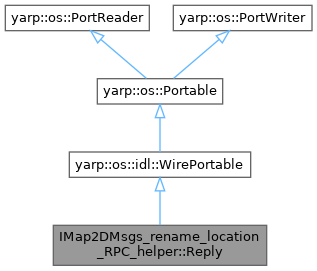 yarp::os::PortReader
yarp::os::PortWriter
yarp::os::Portable
yarp::os::idl::WirePortable
IMap2DMsgs_rename_location
_RPC_helper::Reply